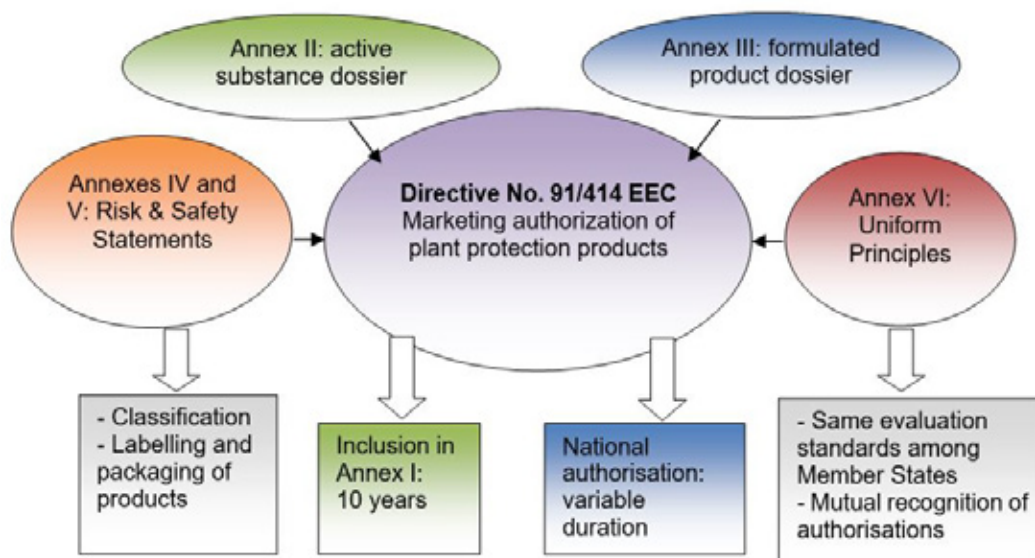 Annex II: active
substance dossier
Annex III: formulated
product dossier
Annexes IV and
V: Risk & Safety
Statements
Directive No. 91/414 EEC
Marketing authorization of
plant protection products
Annex VI:
Uniform
Principles
- Classification
- Labelling and
packaging of
products
Inclusion in
Annex I:
10 years
National
authorisation:
variable
duration
- Same evaluation
standards among
Member States
- Mutual recognition of
authorisations